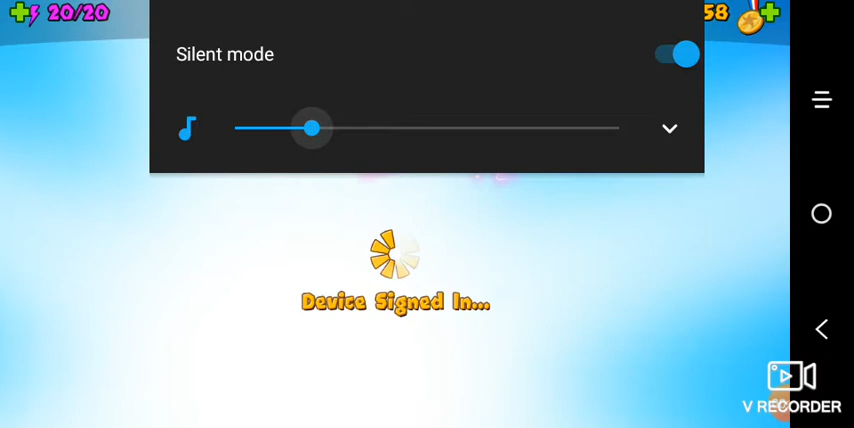 20/20
58
Silent mode
Device Signed In...
V RECORDER